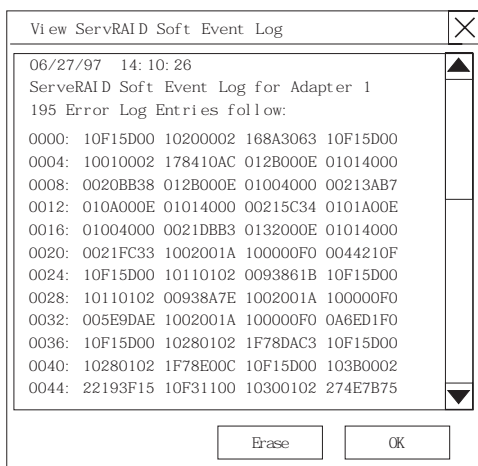 View ServRAID Soft Event Log
06/27/97 14:10:26
ServeRAID Soft Event Log for Adapter 1
195 Error Log Entries follow:
0000: 10F15D00 10200002 168A3063 10F15D00
0004: 10010002 178410AC 012B000E 01014000
0008: 0020BB38 012B000E 01004000 00213AB7
0012: 010A000E 01014000 00215C34 0101A00E
0016: 01004000 0021DBB3 0132000E 01014000
0020: 0021FC33 1002001A 100000F0 0044210F
0024: 10F15D00 10110102 0093861B 10F15D00
0028: 10110102 00938A7E 1002001A 100000F0
0032: 005E9DAE 1002001A 100000F0 0A6ED1F0
0036: 10F15D00 10280102 1F78DAC3 10F15D00
0040: 10280102 1F78E00C 10F15D00 103B0002
0044: 22193F15 10F31100 10300102 274E7B75
Erase OK